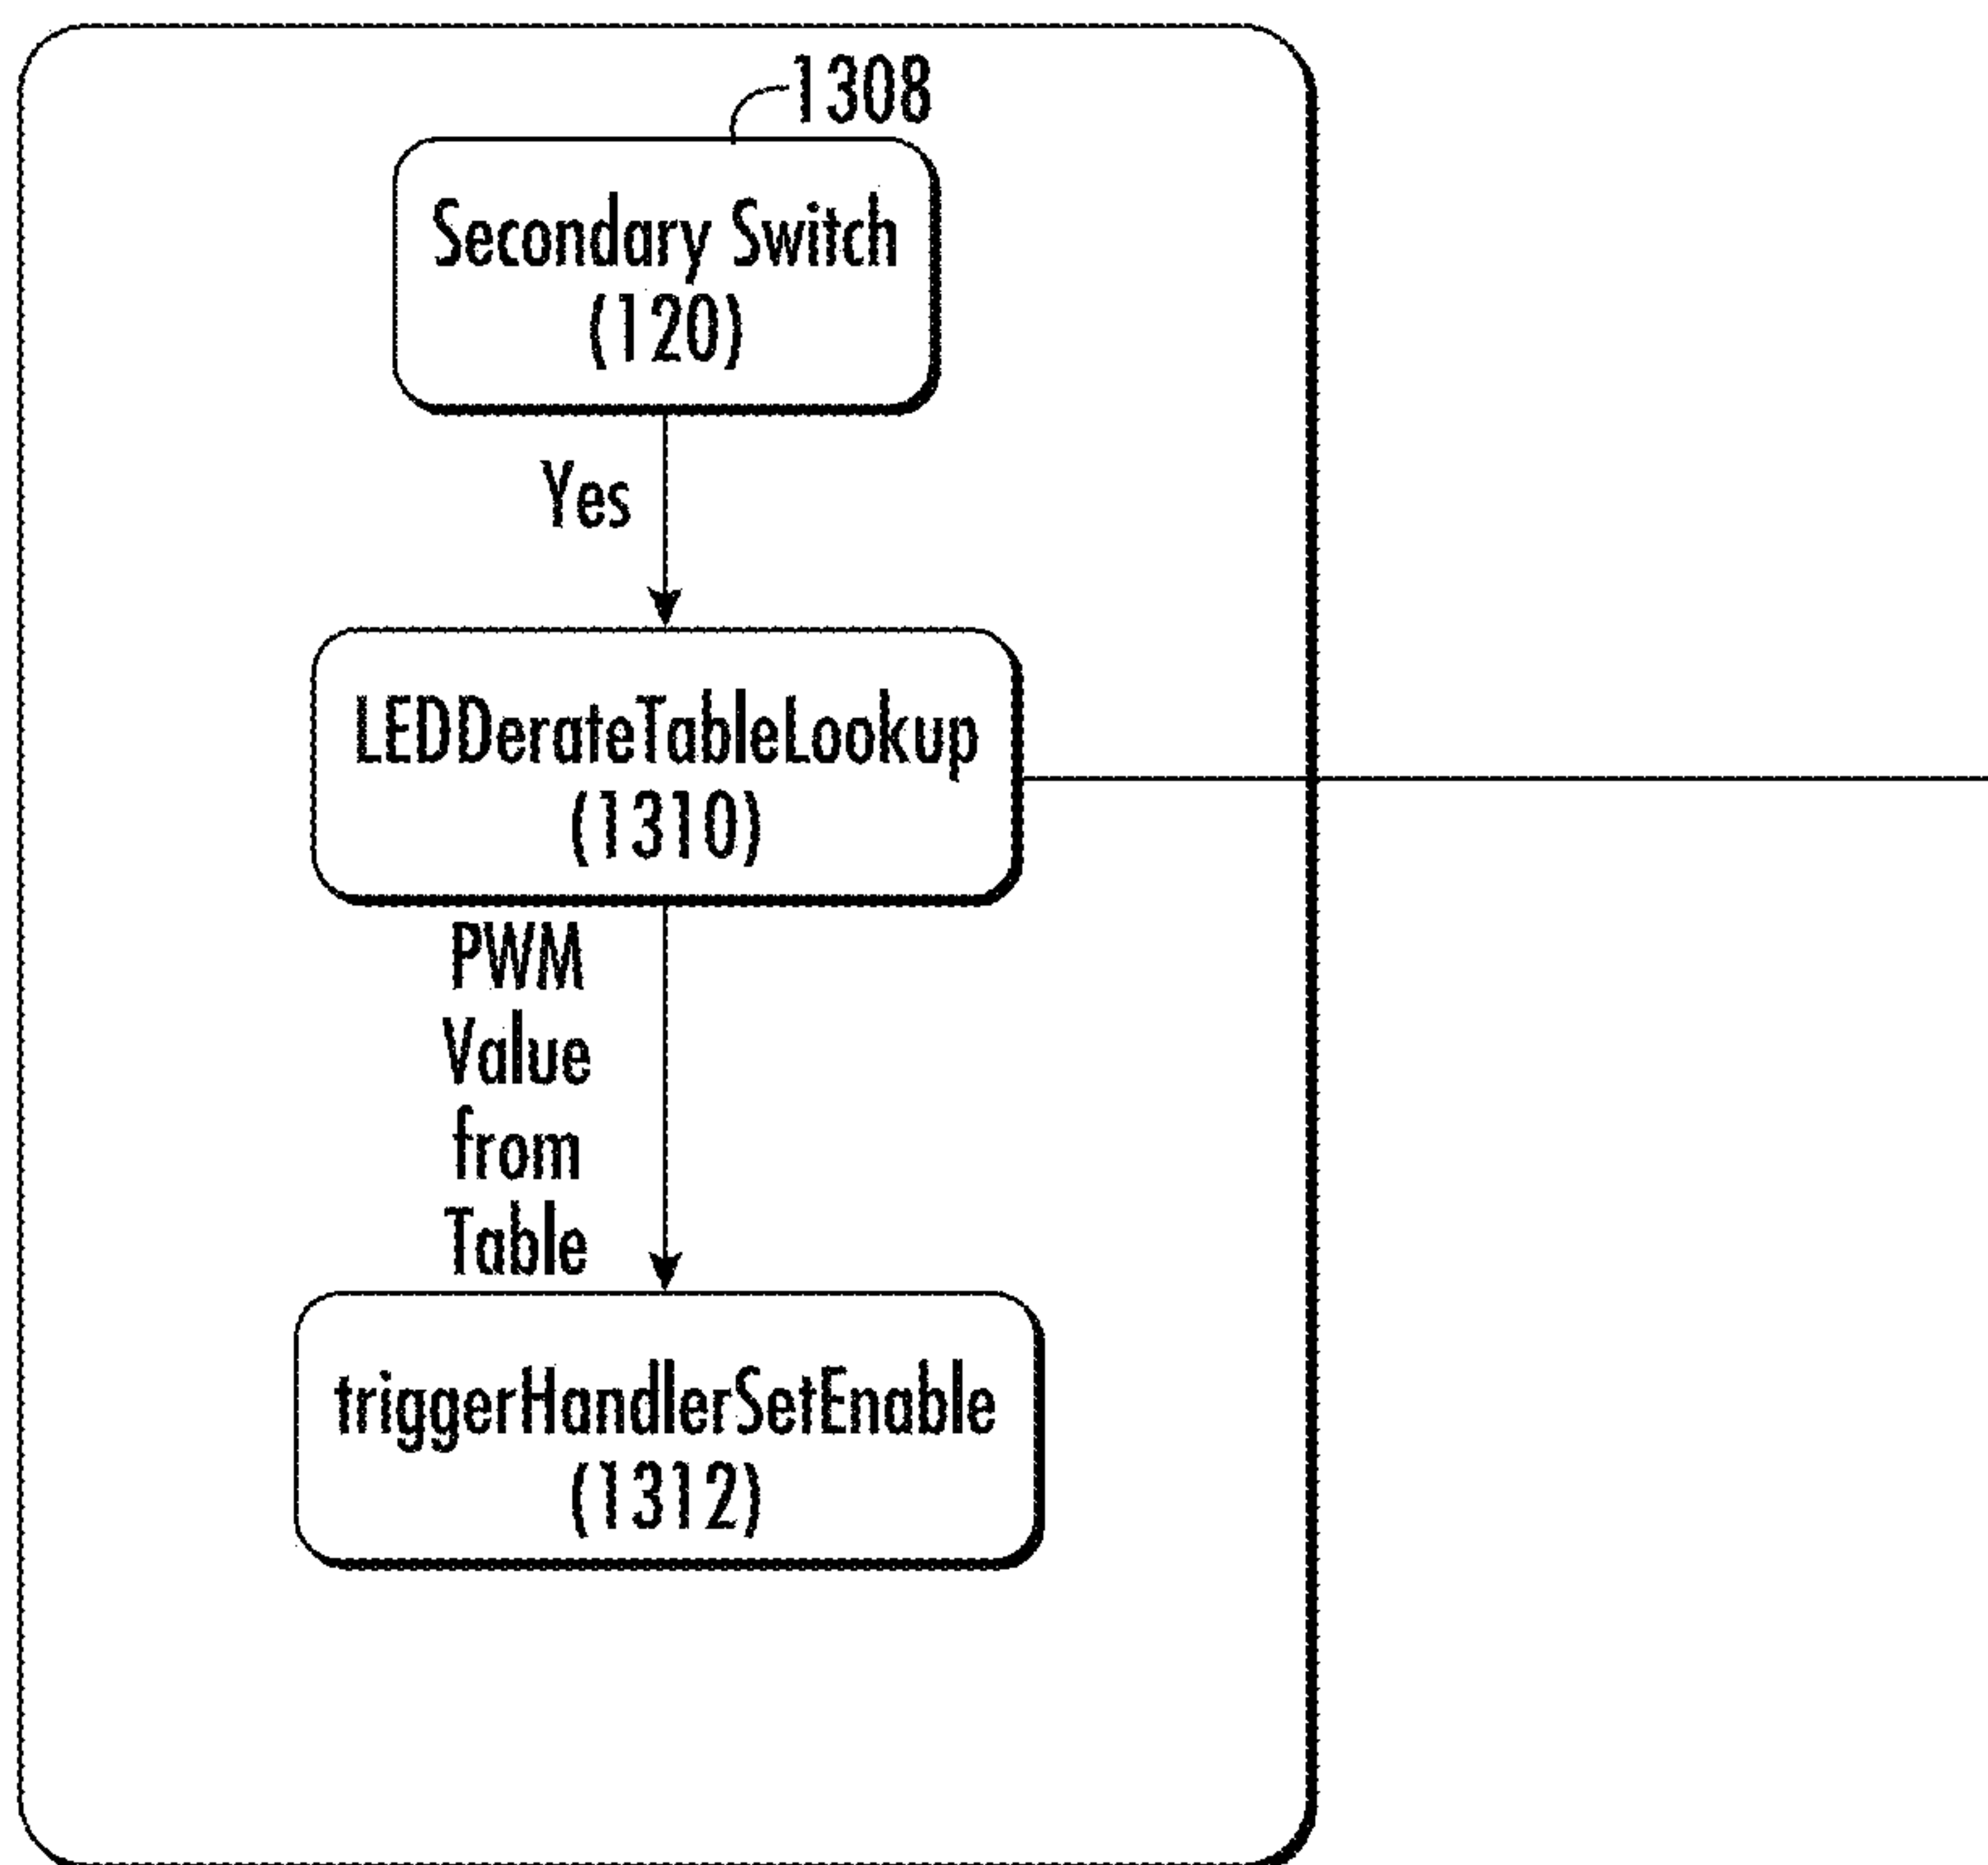 1308
Secondary Switch
(120)
Yes
LEDDerateTableLookup
(1310)
PWM
Value
from
Table
triggerHandlerSetEnable
(1312)